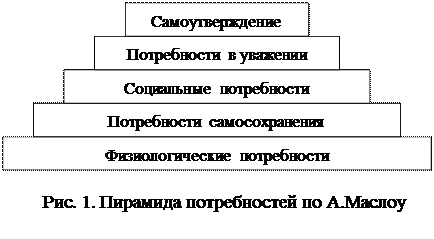 Самоутверждение
Потребности в уважении
Социальные потребности
Потребности самосохранения
Физиологические потребности
Рис. 1. Пирамида потребностей по А.Маслоу